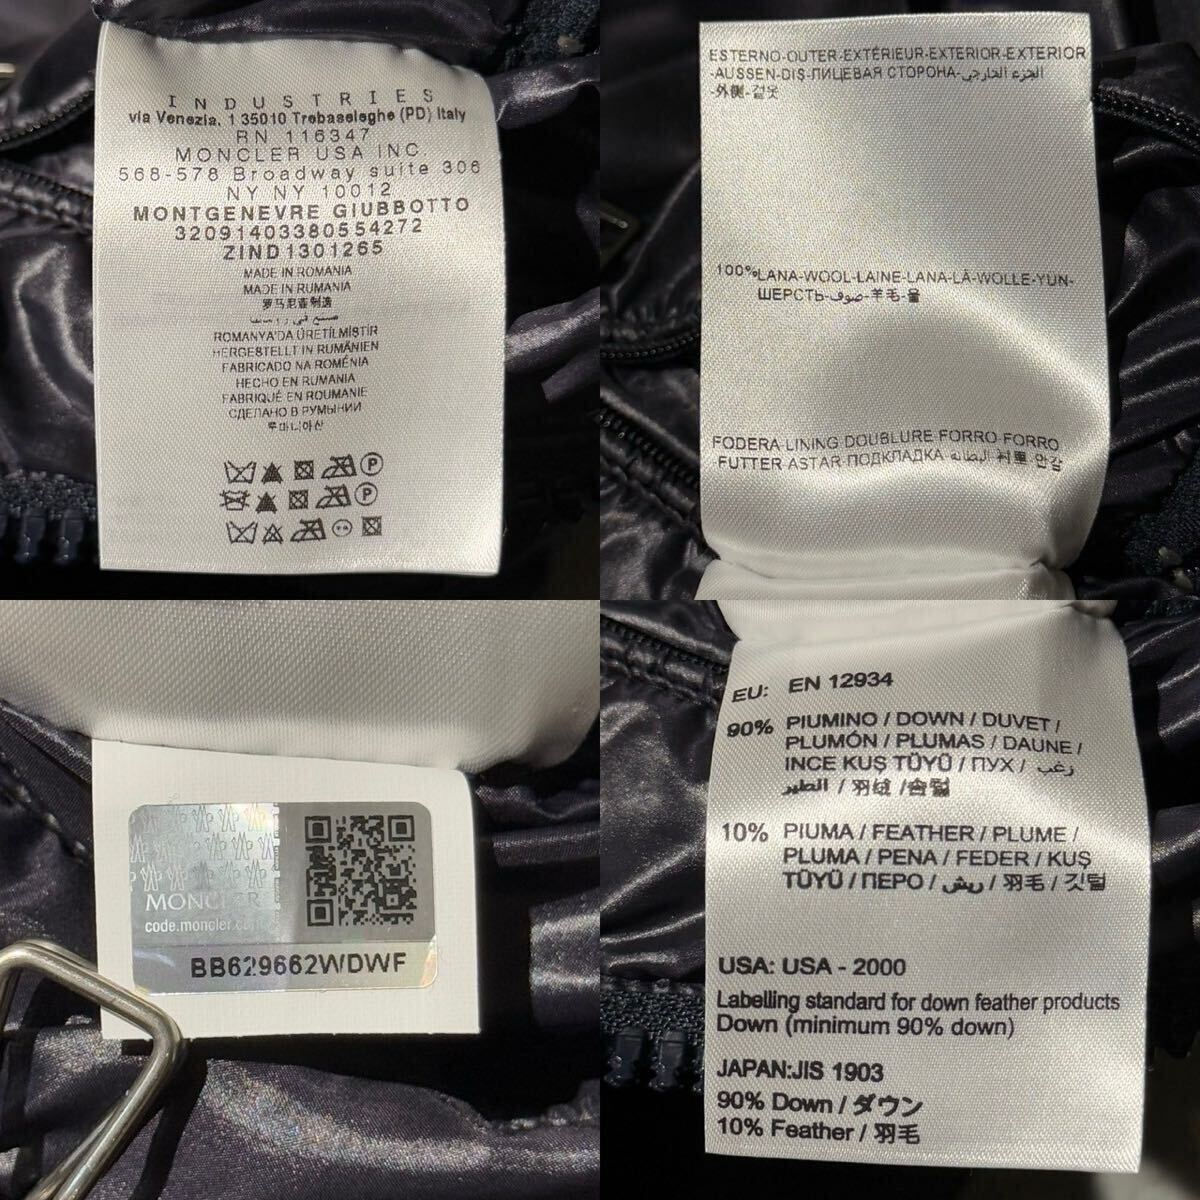 INDUSTRIES
via Venezia, 1 35010 Trebaseleghe (PD) Italy
RN 116347
MONCLER USA INC.
568-578 Broadway suite 306
NY NY 10012
MONTGENEVRE GIUBBOTTO
32091403380554272
ZIND1301265
MADE IN ROMANIA
MADE IN RUMANIA
罗马尼亚制造
صنع في رومانيا
ROMANYA'DA ÜRETİLMİŞTİR
HERGESTELLT IN RUMÄNIEN
FABRICADO NA ROMÉNIA
HECHO EN RUMANIA
FABRIQUÉ EN ROUMANIE
СДЕЛАНО В РУМЫНИИ
루마니아산
P
P
ESTERNO-OUTER-EXTÉRIEUR-EXTERIOR-EXTERIOR
-AUSSEN-DIS-ЛИЦЕВАЯ СТОРОНА-الجزء الخارجي
-外側-겉옷
100%LANA-WOOL-LAINE-LANA-LÃ-WOLLE-YÜN-
ШЕРСТЬ-صوف-羊毛-울
FODERA LINING DOUBLURE FORRO FORRO
FUTTER ASTAR ПОДКЛАДКА البطانة 衬里 안감
MONCLER
code.moncler.com
BB629662WDWF
EU: EN 12934
90% PIUMINO / DOWN / DUVET /
PLUMÓN / PLUMAS / DAUNE /
INCE KUŞ TÜYÜ / ПУХ / زغب
الطير / 羽绒 / 솜털
10% PIUMA / FEATHER / PLUME /
PLUMA / PENA / FEDER / KUŞ
TÜYÜ / ПЕРО / ريش / 羽毛 / 깃털
USA: USA - 2000
Labelling standard for down feather products
Down (minimum 90% down)
JAPAN:JIS 1903
90% Down / ダウン
10% Feather / 羽毛